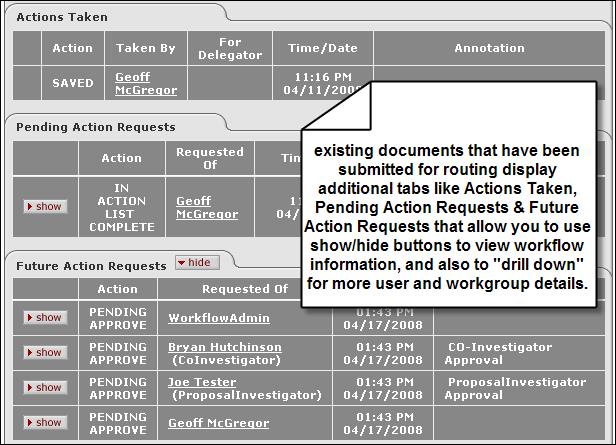 Actions Taken
Action Taken By For Delegator Time/Date Annotation
SAVED Geoff McGregor 11:16 PM 04/11/2008
Pending Action Requests
Action Requested Of
show IN ACTION LIST COMPLETE Geoff McGregor
existing documents that have been
submitted for routing display
additional tabs like Actions Taken,
Pending Action Requests & Future
Action Requests that allow you to use
show/hide buttons to view workflow
information, and also to "drill down"
for more user and workgroup details.
Future Action Requests hide
Action Requested Of
show PENDING APPROVE WorkflowAdmin 01:43 PM 04/17/2008
show PENDING APPROVE Bryan Hutchinson (CoInvestigator) 01:43 PM 04/17/2008 CO-Investigator Approval
show PENDING APPROVE Joe Tester (ProposalInvestigator) 01:43 PM 04/17/2008 ProposalInvestigator Approval
show PENDING APPROVE Geoff McGregor 01:43 PM 04/17/2008